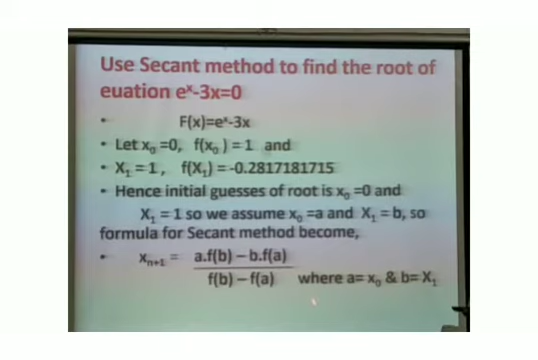 Use Secant method to find the root of
euation eˣ-3x=0
• F(x)=eˣ-3x
• Let x₀ =0, f(x₀ ) = 1 and
• X₁ = 1 , f(X₁) = -0.2817181715
• Hence initial guesses of root is x₀ =0 and
X₁ = 1 so we assume x₀ =a and X₁ = b, so
formula for Secant method become,
• Xₙ₊₁ = a.f(b) – b.f(a)
f(b) – f(a) where a= x₀ & b= X₁